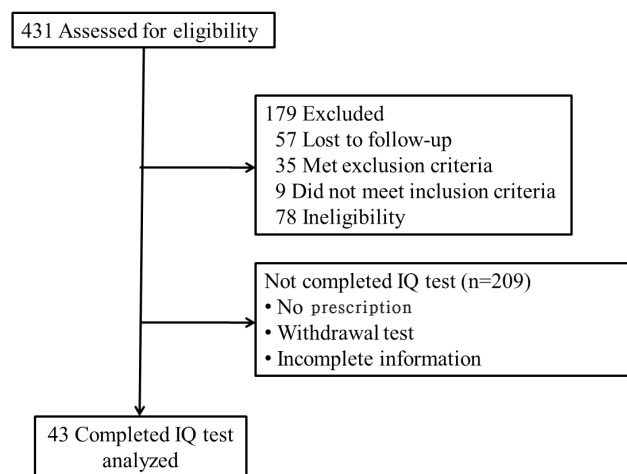 431 Assessed for eligibility
179 Excluded
57 Lost to follow-up
35 Met exclusion criteria
9 Did not meet inclusion criteria
78 Ineligibility
Not completed IQ test (n=209)
• No prescription
• Withdrawal test
• Incomplete information
43 Completed IQ test
analyzed